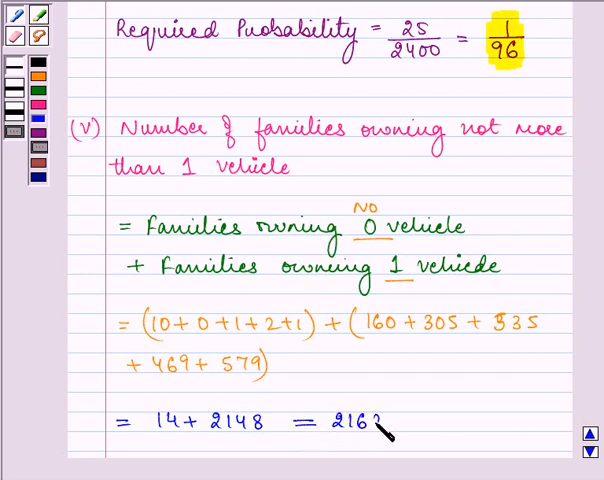 Required Probability = 25/2400 = 1/96
(V) Number of families owning not more
than 1 vehicle
NO
= Families owning 0 vehicle
+ Families owning 1 vehicle
= (10+0+1+2+1) + (160+305+535
+469+579)
= 14+2148 = 216